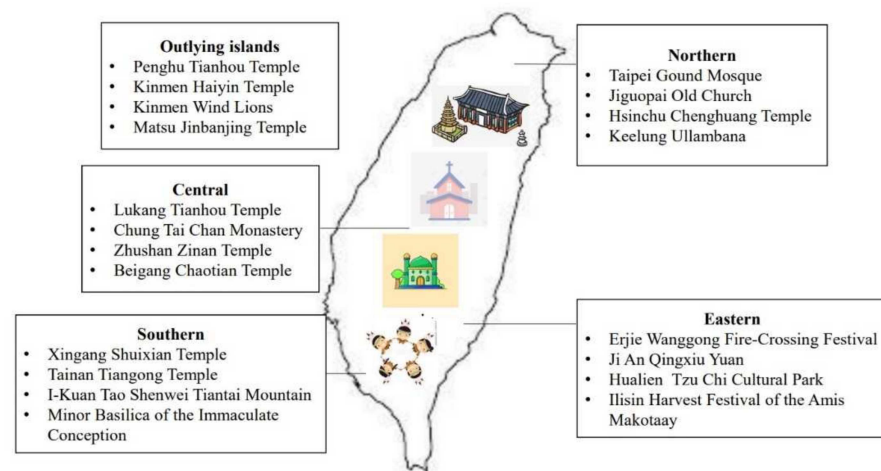 Outlying islands
• Penghu Tianhou Temple
• Kinmen Haiyin Temple
• Kinmen Wind Lions
• Matsu Jinbanjing Temple
Northern
• Taipei Gound Mosque
• Jiguopai Old Church
• Hsinchu Chenghuang Temple
• Keelung Ullambana
Central
• Lukang Tianhou Temple
• Chung Tai Chan Monastery
• Zhushan Zinan Temple
• Beigang Chaotian Temple
Southern
• Xingang Shuixian Temple
• Tainan Tiangong Temple
• I-Kuan Tao Shenwei Tiantai Mountain
• Minor Basilica of the Immaculate
Conception
Eastern
• Erjie Wanggong Fire-Crossing Festival
• Ji An Qingxiu Yuan
• Hualien Tzu Chi Cultural Park
• Ilisin Harvest Festival of the Amis
Makotaay